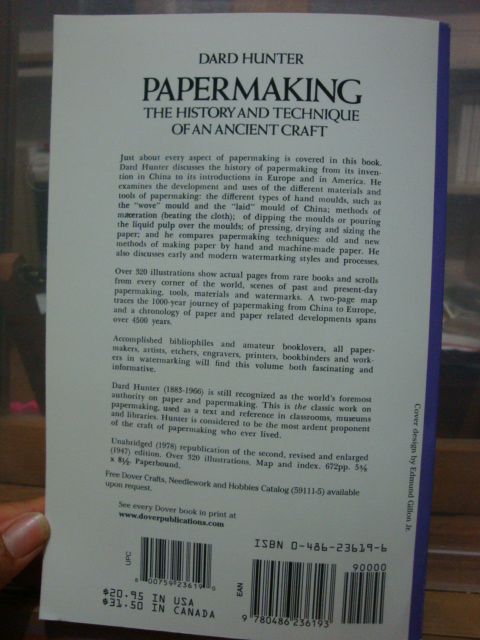 DARD HUNTER
PAPERMAKING
THE HISTORY AND TECHNIQUE
OF AN ANCIENT CRAFT
Just about every aspect of papermaking is covered in this book.
Dard Hunter discusses the history of papermaking from its inven-
tion in China to its introductions in Europe and in America. He
examines the development and uses of the different materials and
tools of papermaking: the different types of hand moulds, such as
the "wove" mould and the "laid" mould of China; methods of
maceration (beating the cloth); of dipping the moulds or pouring
the liquid pulp over the moulds; of pressing, drying and sizing the
paper; and he compares papermaking techniques: old and new
methods of making paper by hand and machine-made paper. He
also discusses early and modern watermarking styles and processes.
Over 320 illustrations show actual pages from rare books and scrolls
from every corner of the world, scenes of past and present-day
papermaking, tools, materials and watermarks. A two-page map
traces the 1000-year journey of papermaking from China to Europe,
and a chronology of paper and paper related developments spans
over 4500 years.
Accomplished bibliophiles and amateur booklovers, all paper-
makers, artists, etchers, engravers, printers, bookbinders and work-
ers in watermarking will find this volume both fascinating and
informative.
Dard Hunter (1883-1966) is still recognized as the world's foremost
authority on paper and papermaking. This is the classic work on
papermaking, used as a text and reference in classrooms, museums
and libraries. Hunter is considered to be the most ardent proponent
of the craft of papermaking who ever lived.
Unabridged (1978) republication of the second, revised and enlarged
(1947) edition. Over 320 illustrations. Map and index. 672pp. 5⅜
x 8½. Paperbound.
Free Dover Crafts, Needlework and Hobbies Catalog (59111-5) available
upon request.
See every Dover book in print at
www.doverpublications.com
Cover design by Edmund Gillon Jr.
ISBN 0-486-23619-6
90000
UPC
8 00759 23619 0
EAN
9 780486 236193
$20.95 IN USA
$31.50 IN CANADA